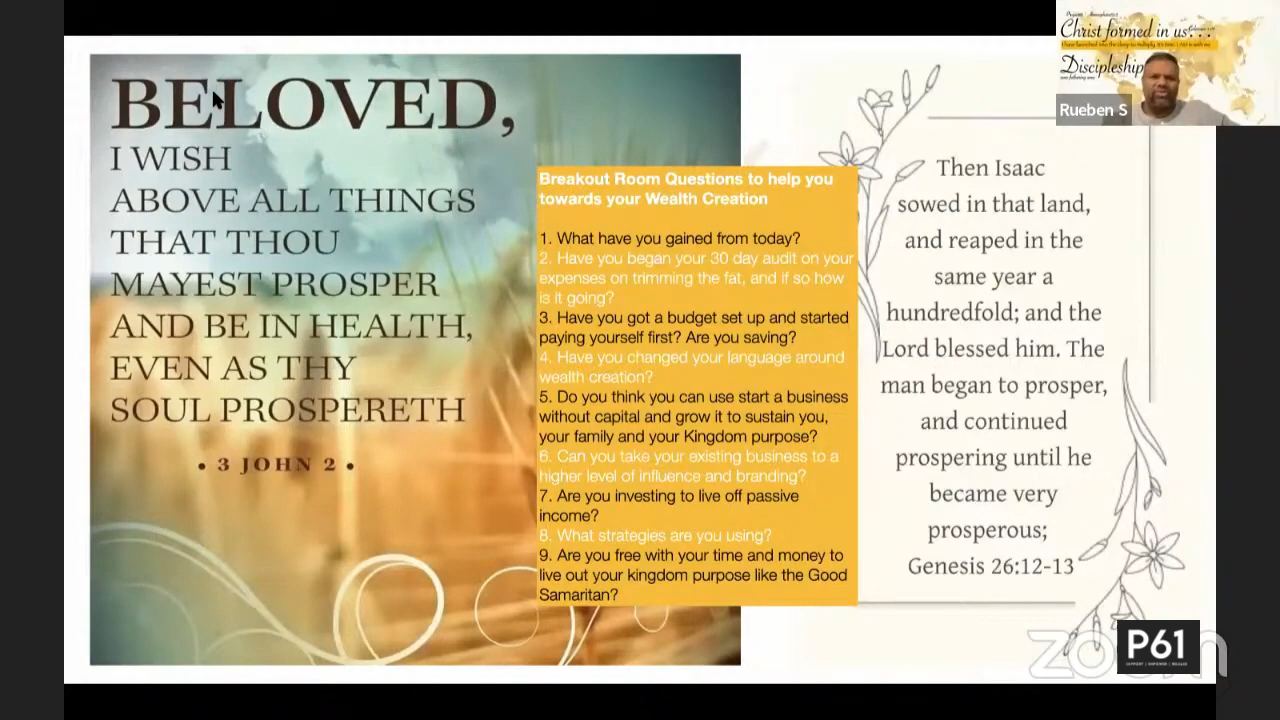 BELOVED,
I WISH
ABOVE ALL THINGS
THAT THOU
MAYEST PROSPER
AND BE IN HEALTH,
EVEN AS THY
SOUL PROSPERETH
• 3 JOHN 2 •
Breakout Room Questions to help you
towards your Wealth Creation
1. What have you gained from today?
2. Have you began your 30 day audit on your
expenses on trimming the fat, and if so how
is it going?
3. Have you got a budget set up and started
paying yourself first? Are you saving?
4. Have you changed your language around
wealth creation?
5. Do you think you can use start a business
without capital and grow it to sustain you,
your family and your Kingdom purpose?
6. Can you take your existing business to a
higher level of influence and branding?
7. Are you investing to live off passive
income?
8. What strategies are you using?
9. Are you free with your time and money to
live out your kingdom purpose like the Good
Samaritan?
Then Isaac
sowed in that land,
and reaped in the
same year a
hundredfold; and the
Lord blessed him. The
man began to prosper,
and continued
prospering until he
became very
prosperous;
Genesis 26:12-13
Christ formed in us...
Discipleship
Rueben S
zoom
P61